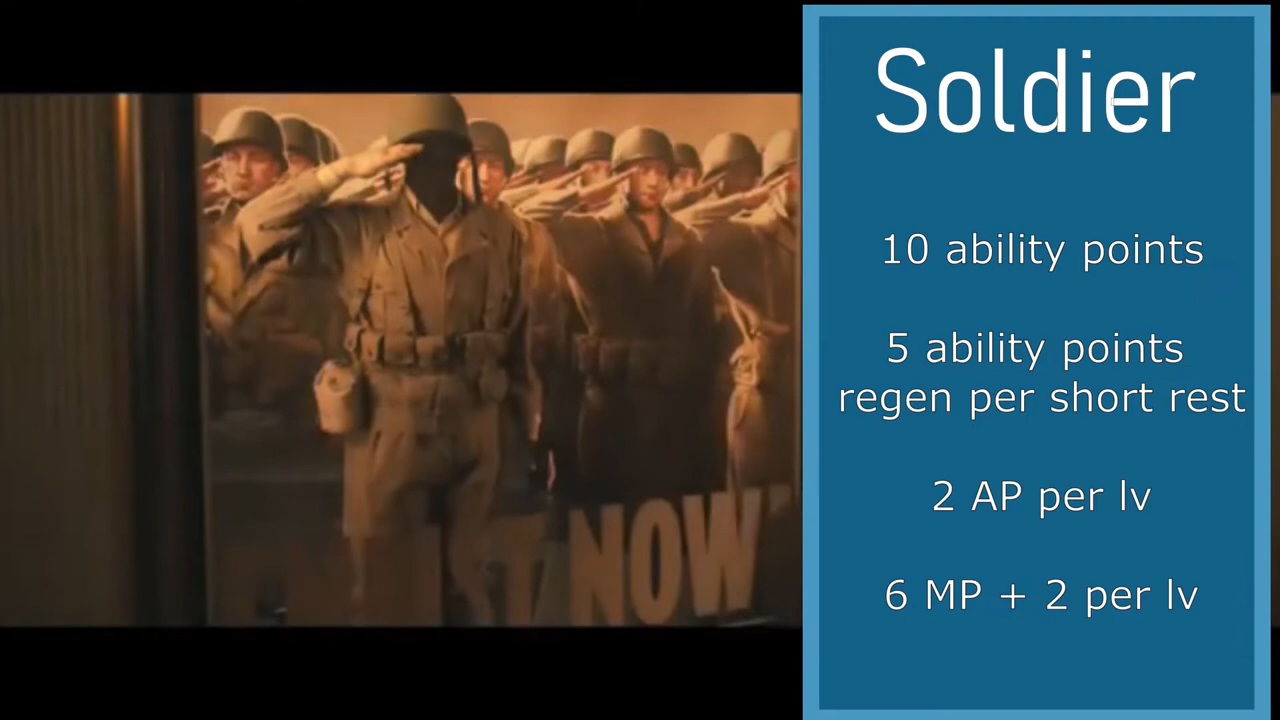 Soldier
10 ability points
5 ability points
regen per short rest
2 AP per lv
6 MP + 2 per lv
NOW